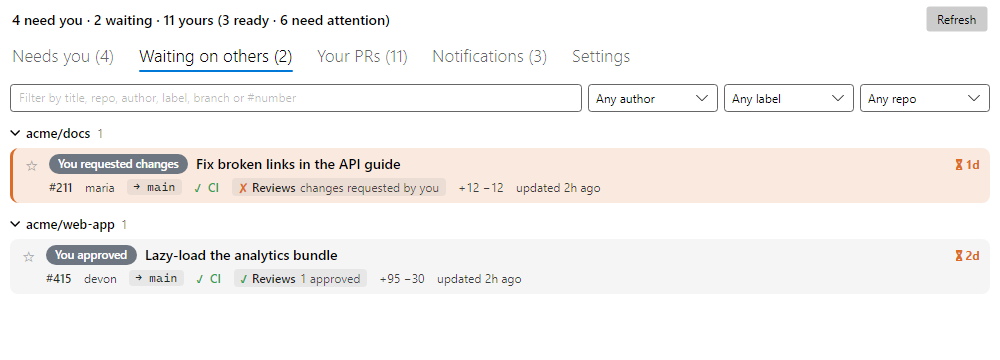 4 need you · 2 waiting · 11 yours (3 ready · 6 need attention)
Refresh
Needs you (4) Waiting on others (2) Your PRs (11) Notifications (3) Settings
Filter by title, repo, author, label, branch or #number
Any author
Any label
Any repo
acme/docs 1
You requested changes Fix broken links in the API guide 1d
#211 maria → main ✓ CI ✗ Reviews changes requested by you +12 −12 updated 2h ago
acme/web-app 1
You approved Lazy-load the analytics bundle 2d
#415 devon → main ✓ CI ✓ Reviews 1 approved +95 −30 updated 2h ago